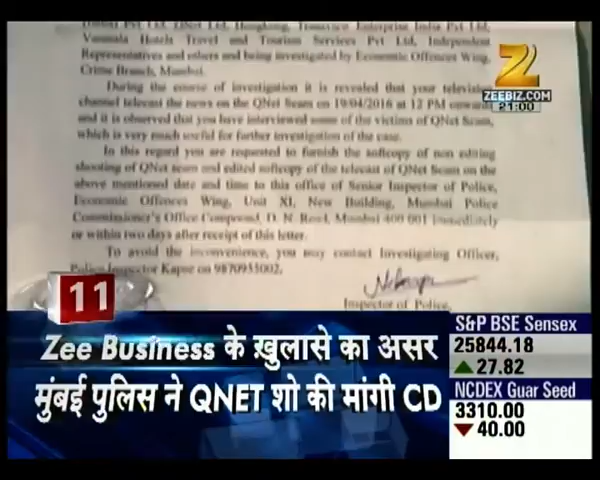 Vanmala Hotels Travel and Tourism Services Pvt Ltd, Independent
Representatives and others and being investigated by Economic Offences Wing,
Crime Branch, Mumbai.
During the course of investigation it is revealed that your television
channel telecast the news on the QNet Scam on 19/04/2016 at 12 PM onwards
and it is observed that you have interviewed some of the victims of QNet Scam,
which is very much useful for further investigation of the case.
In this regard you are requested to furnish the softcopy of non editing
shooting of QNet scam and edited softcopy of the telecast of QNet Scam on the
above mentioned date and time to this office of Senior Inspector of Police,
Economic Offences Wing, Unit XI, New Building, Mumbai Police
Commissioner's Office Compound, D. N. Road, Mumbai 400 001 immediately
or within two days after receipt of this letter.
To avoid the inconvenience, you may contact Investigating Officer,
Police Inspector Kapse on 9870955002.
Inspector of Police,
ZEEBIZ.COM
21:00
11
Zee Business के ख़ुलासे का असर
मुंबई पुलिस ने QNET शो की मांगी CD
S&P BSE Sensex
25844.18
27.82
NCDEX Guar Seed
3310.00
40.00